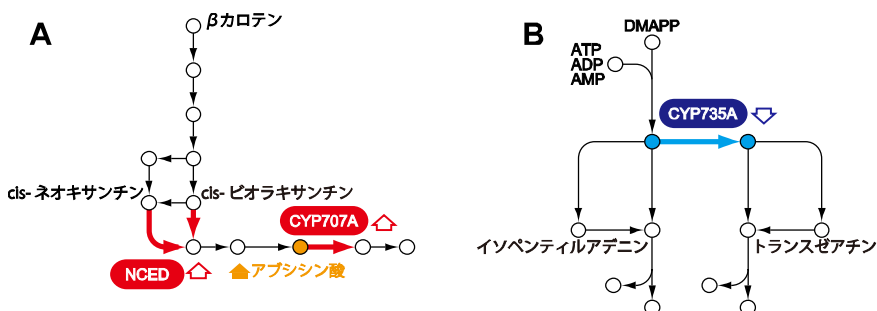 A
βカロテン
cis- ネオキサンチン
cis- ビオラキサンチン
CYP707A
NCED
アブシシン酸
B
DMAPP
ATP
ADP
AMP
CYP735A
イソペンティルアデニン
トランスゼアチン